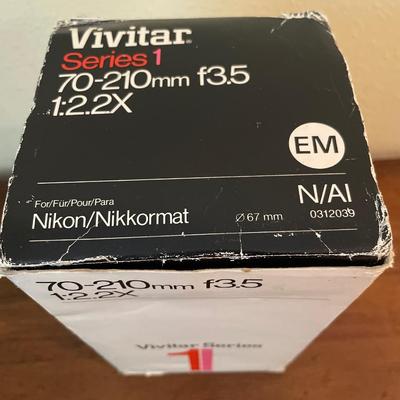 Vivitar®
Series 1
70-210mm f3.5
1:2.2X
EM
For/Für/Pour/Para
Nikon/Nikkormat
Ø 67 mm
N/AI
0312039
70-210mm f3.5
1:2.2X
Vivitar Series
1